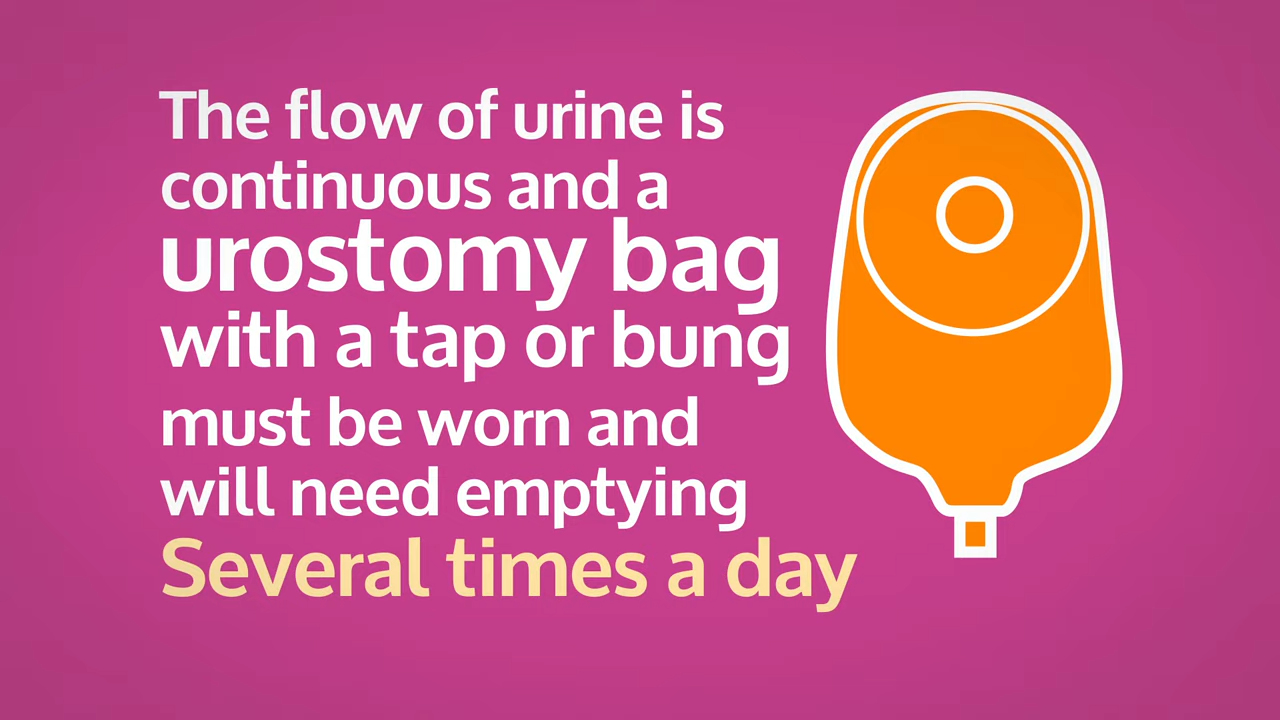 The flow of urine is
continuous and a
urostomy bag
with a tap or bung
must be worn and
will need emptying
Several times a day